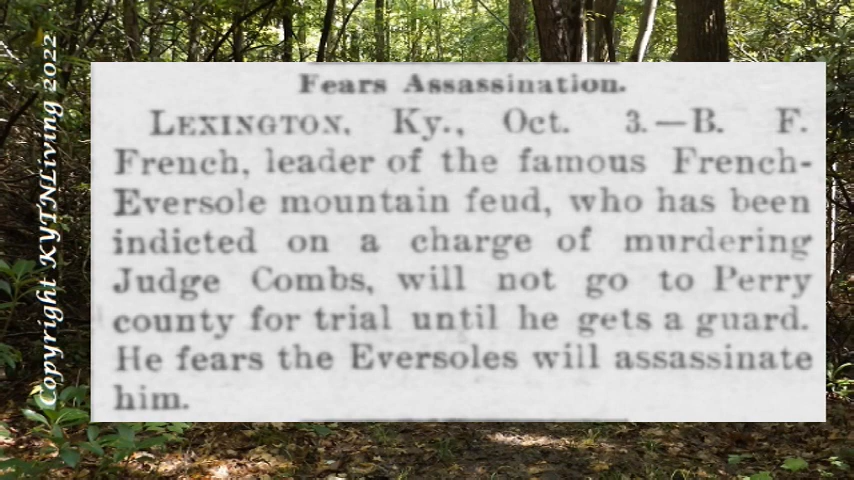 Fears Assassination.
LEXINGTON, Ky., Oct. 3.—B. F.
French, leader of the famous French-
Eversole mountain feud, who has been
indicted on a charge of murdering
Judge Combs, will not go to Perry
county for trial until he gets a guard.
He fears the Eversoles will assassinate
him.
Copyright KYTNLiving 2022